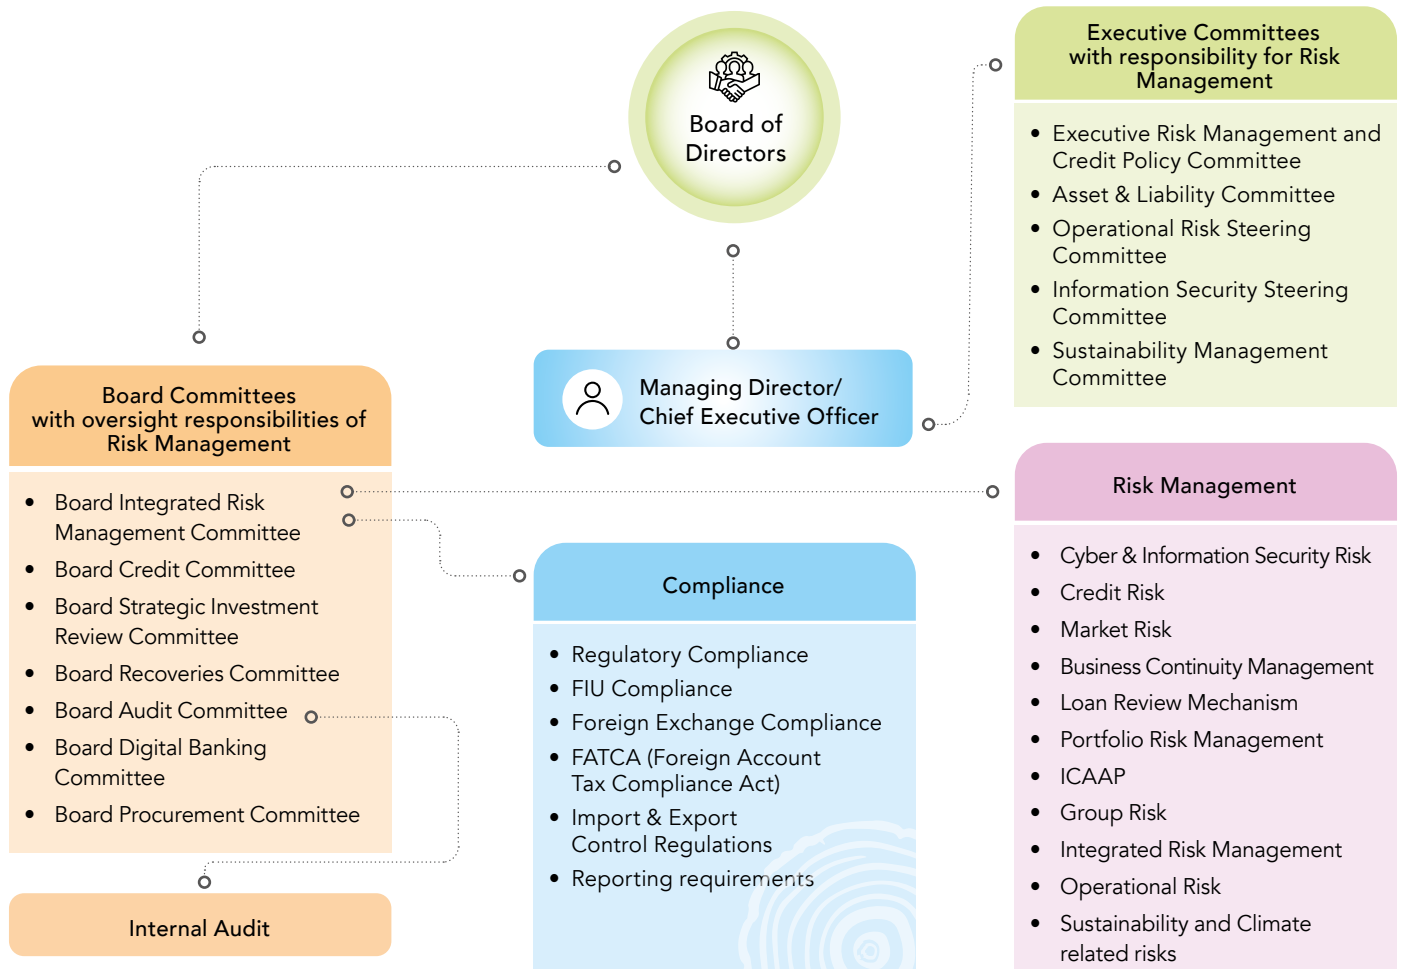 Board of
Directors
Executive Committees
with responsibility for Risk
Management
• Executive Risk Management and
Credit Policy Committee
• Asset & Liability Committee
• Operational Risk Steering
Committee
• Information Security Steering
Committee
• Sustainability Management
Committee
Managing Director/
Chief Executive Officer
Board Committees
with oversight responsibilities of
Risk Management
• Board Integrated Risk
Management Committee
• Board Credit Committee
• Board Strategic Investment
Review Committee
• Board Recoveries Committee
• Board Audit Committee
• Board Digital Banking
Committee
• Board Procurement Committee
Internal Audit
Compliance
• Regulatory Compliance
• FIU Compliance
• Foreign Exchange Compliance
• FATCA (Foreign Account
Tax Compliance Act)
• Import & Export
Control Regulations
• Reporting requirements
Risk Management
• Cyber & Information Security Risk
• Credit Risk
• Market Risk
• Business Continuity Management
• Loan Review Mechanism
• Portfolio Risk Management
• ICAAP
• Group Risk
• Integrated Risk Management
• Operational Risk
• Sustainability and Climate
related risks